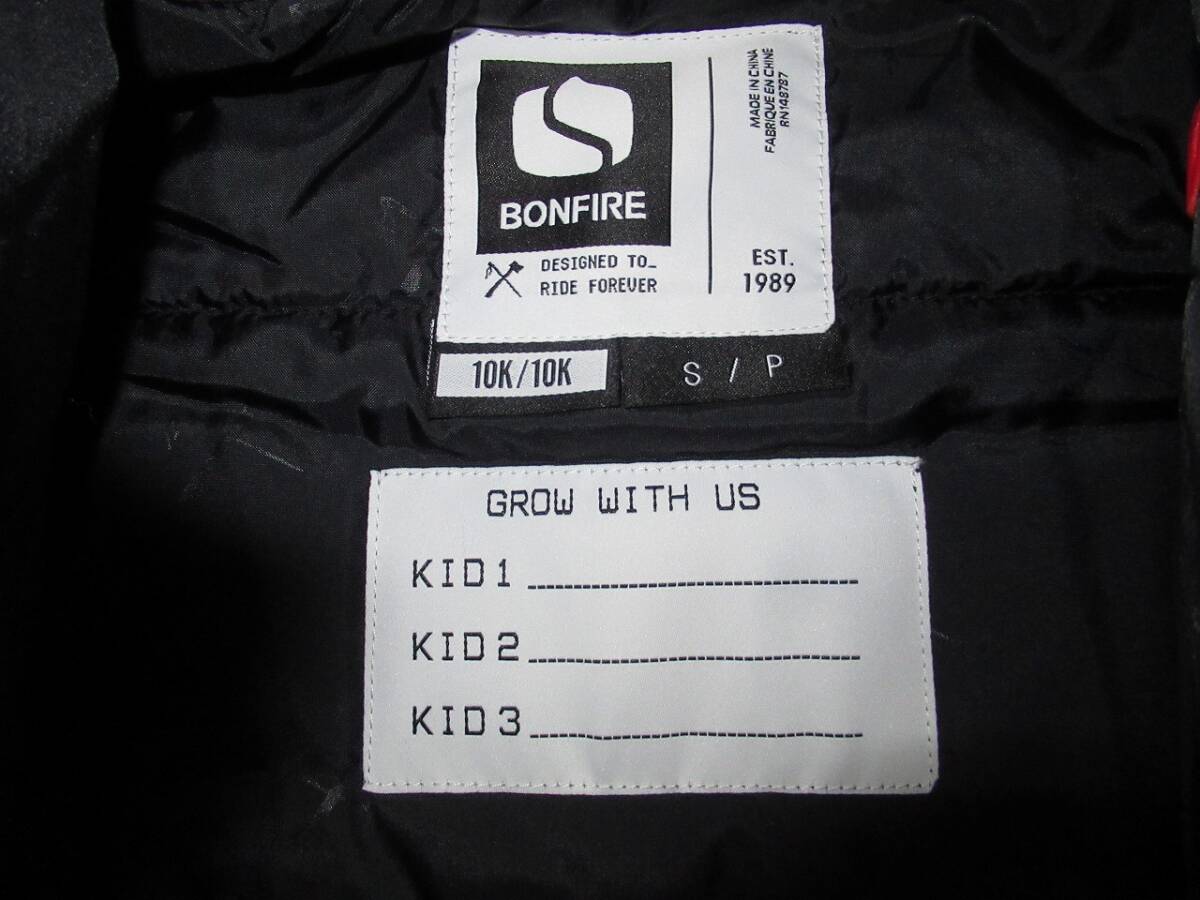 BONFIRE
DESIGNED TO_
RIDE FOREVER
MADE IN CHINA
FABRIQUE EN CHINE
RN148787
EST.
1989
10K/10K
S / P
GROW WITH US
KID1
KID2
KID3